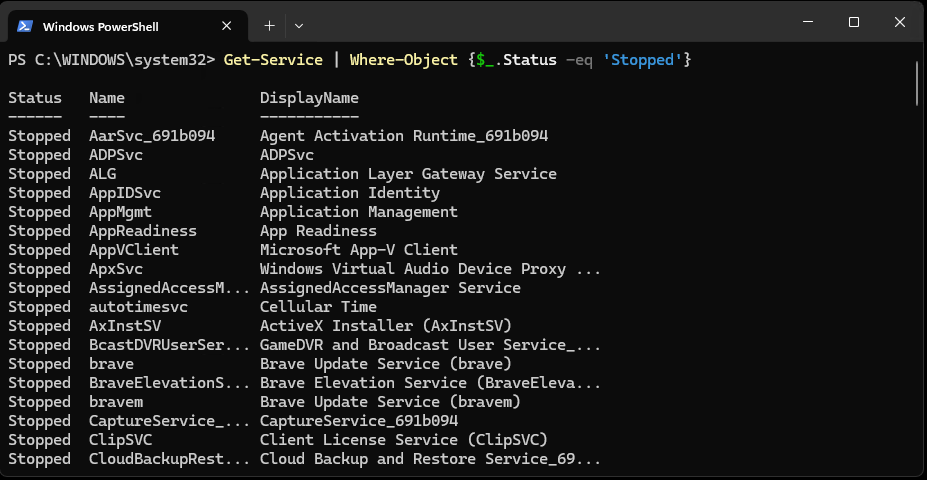 Windows PowerShell
PS C:\WINDOWS\system32> Get-Service | Where-Object {$_.Status -eq 'Stopped'}
Status   Name               DisplayName
------   ----               -----------
Stopped  AarSvc_691b094     Agent Activation Runtime_691b094
Stopped  ADPSvc             ADPSvc
Stopped  ALG                Application Layer Gateway Service
Stopped  AppIDSvc           Application Identity
Stopped  AppMgmt            Application Management
Stopped  AppReadiness       App Readiness
Stopped  AppVClient         Microsoft App-V Client
Stopped  ApxSvc             Windows Virtual Audio Device Proxy ...
Stopped  AssignedAccessM... AssignedAccessManager Service
Stopped  autotimesvc        Cellular Time
Stopped  AxInstSV           ActiveX Installer (AxInstSV)
Stopped  BcastDVRUserSer... GameDVR and Broadcast User Service_...
Stopped  brave              Brave Update Service (brave)
Stopped  BraveElevationS... Brave Elevation Service (BraveEleva...
Stopped  bravem             Brave Update Service (bravem)
Stopped  CaptureService_... CaptureService_691b094
Stopped  ClipSVC            Client License Service (ClipSVC)
Stopped  CloudBackupRest... Cloud Backup and Restore Service_69...